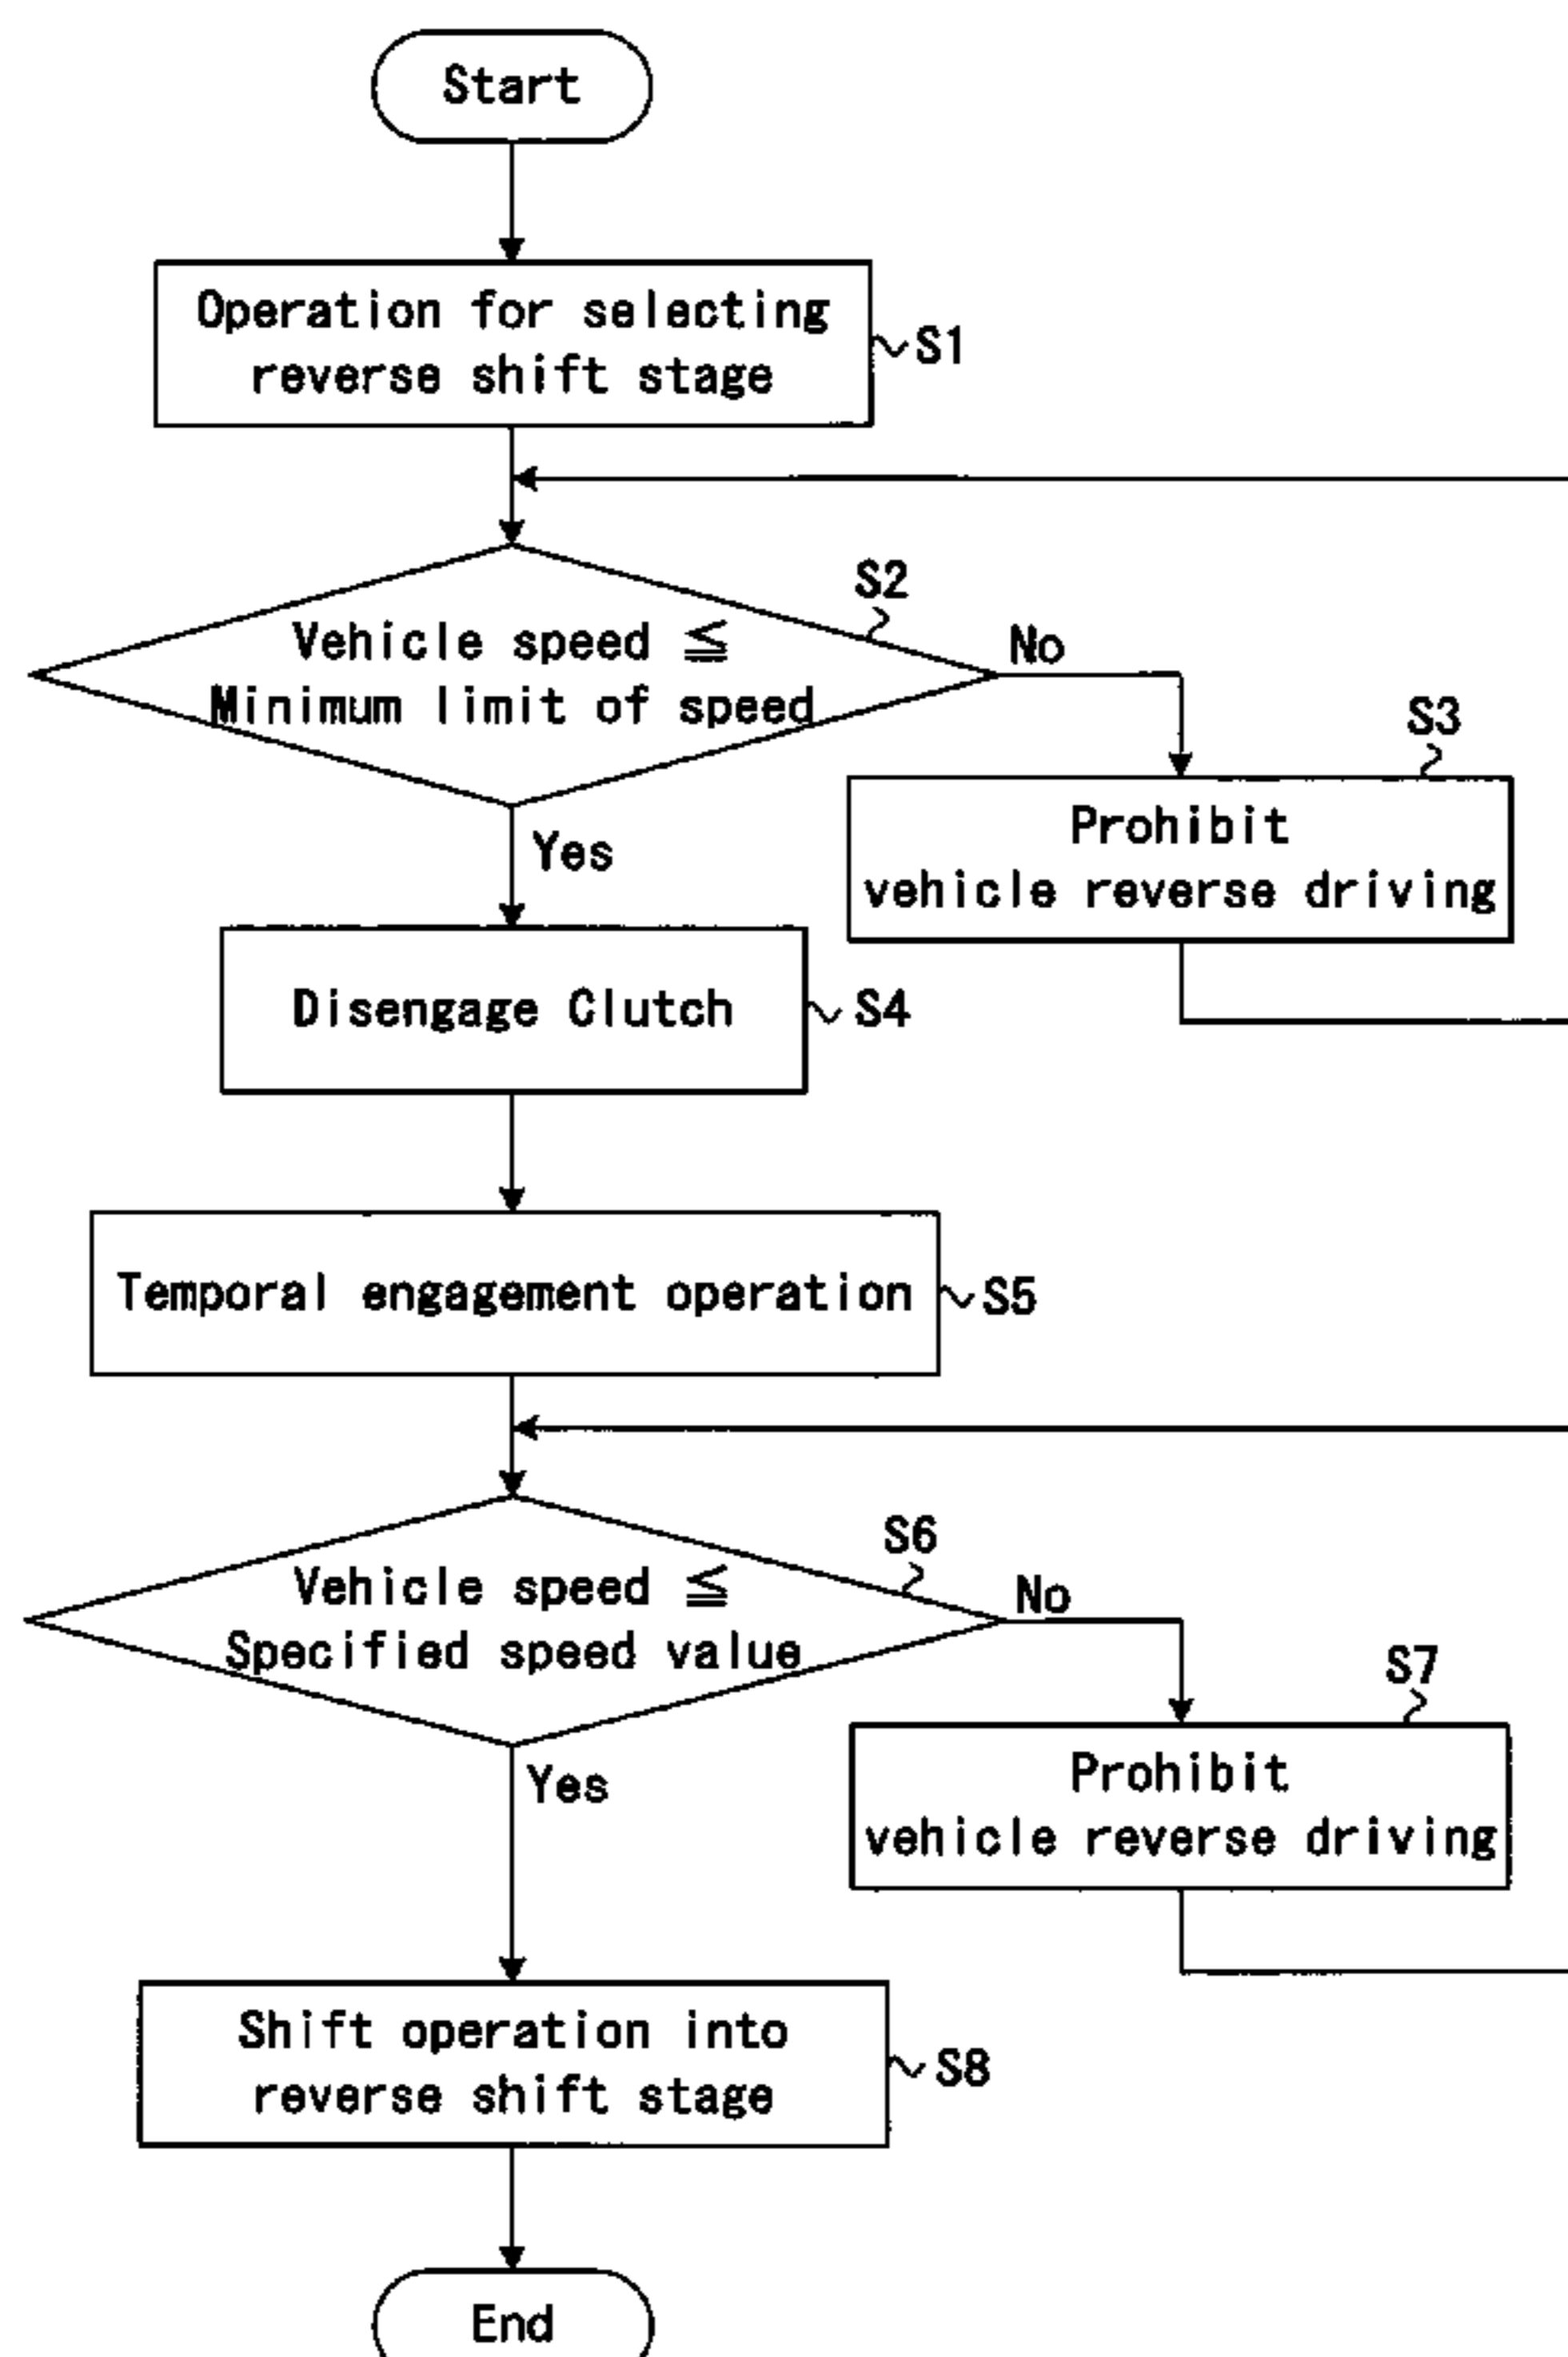 Start
Operation for selecting
reverse shift stage
S1
S2
Vehicle speed ≦
Minimum limit of speed
No
S3
Prohibit
vehicle reverse driving
Yes
Disengage Clutch
S4
Temporal engagement operation
S5
S6
Vehicle speed ≦
Specified speed value
No
S7
Prohibit
vehicle reverse driving
Yes
Shift operation into
reverse shift stage
S8
End